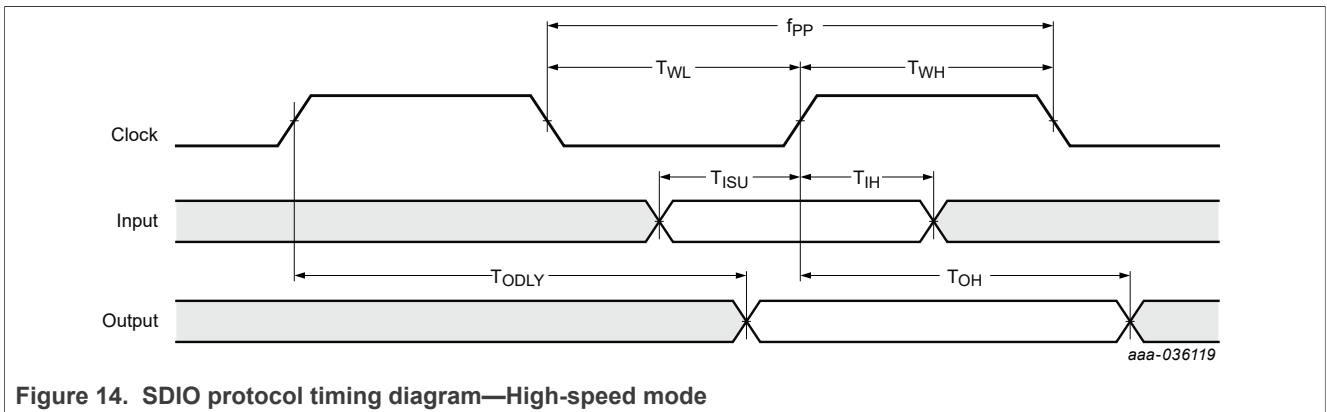 fPP
TWL
TWH
Clock
TISU
TIH
Input
TODLY
TOH
Output
aaa-036119
Figure 14. SDIO protocol timing diagram—High-speed mode